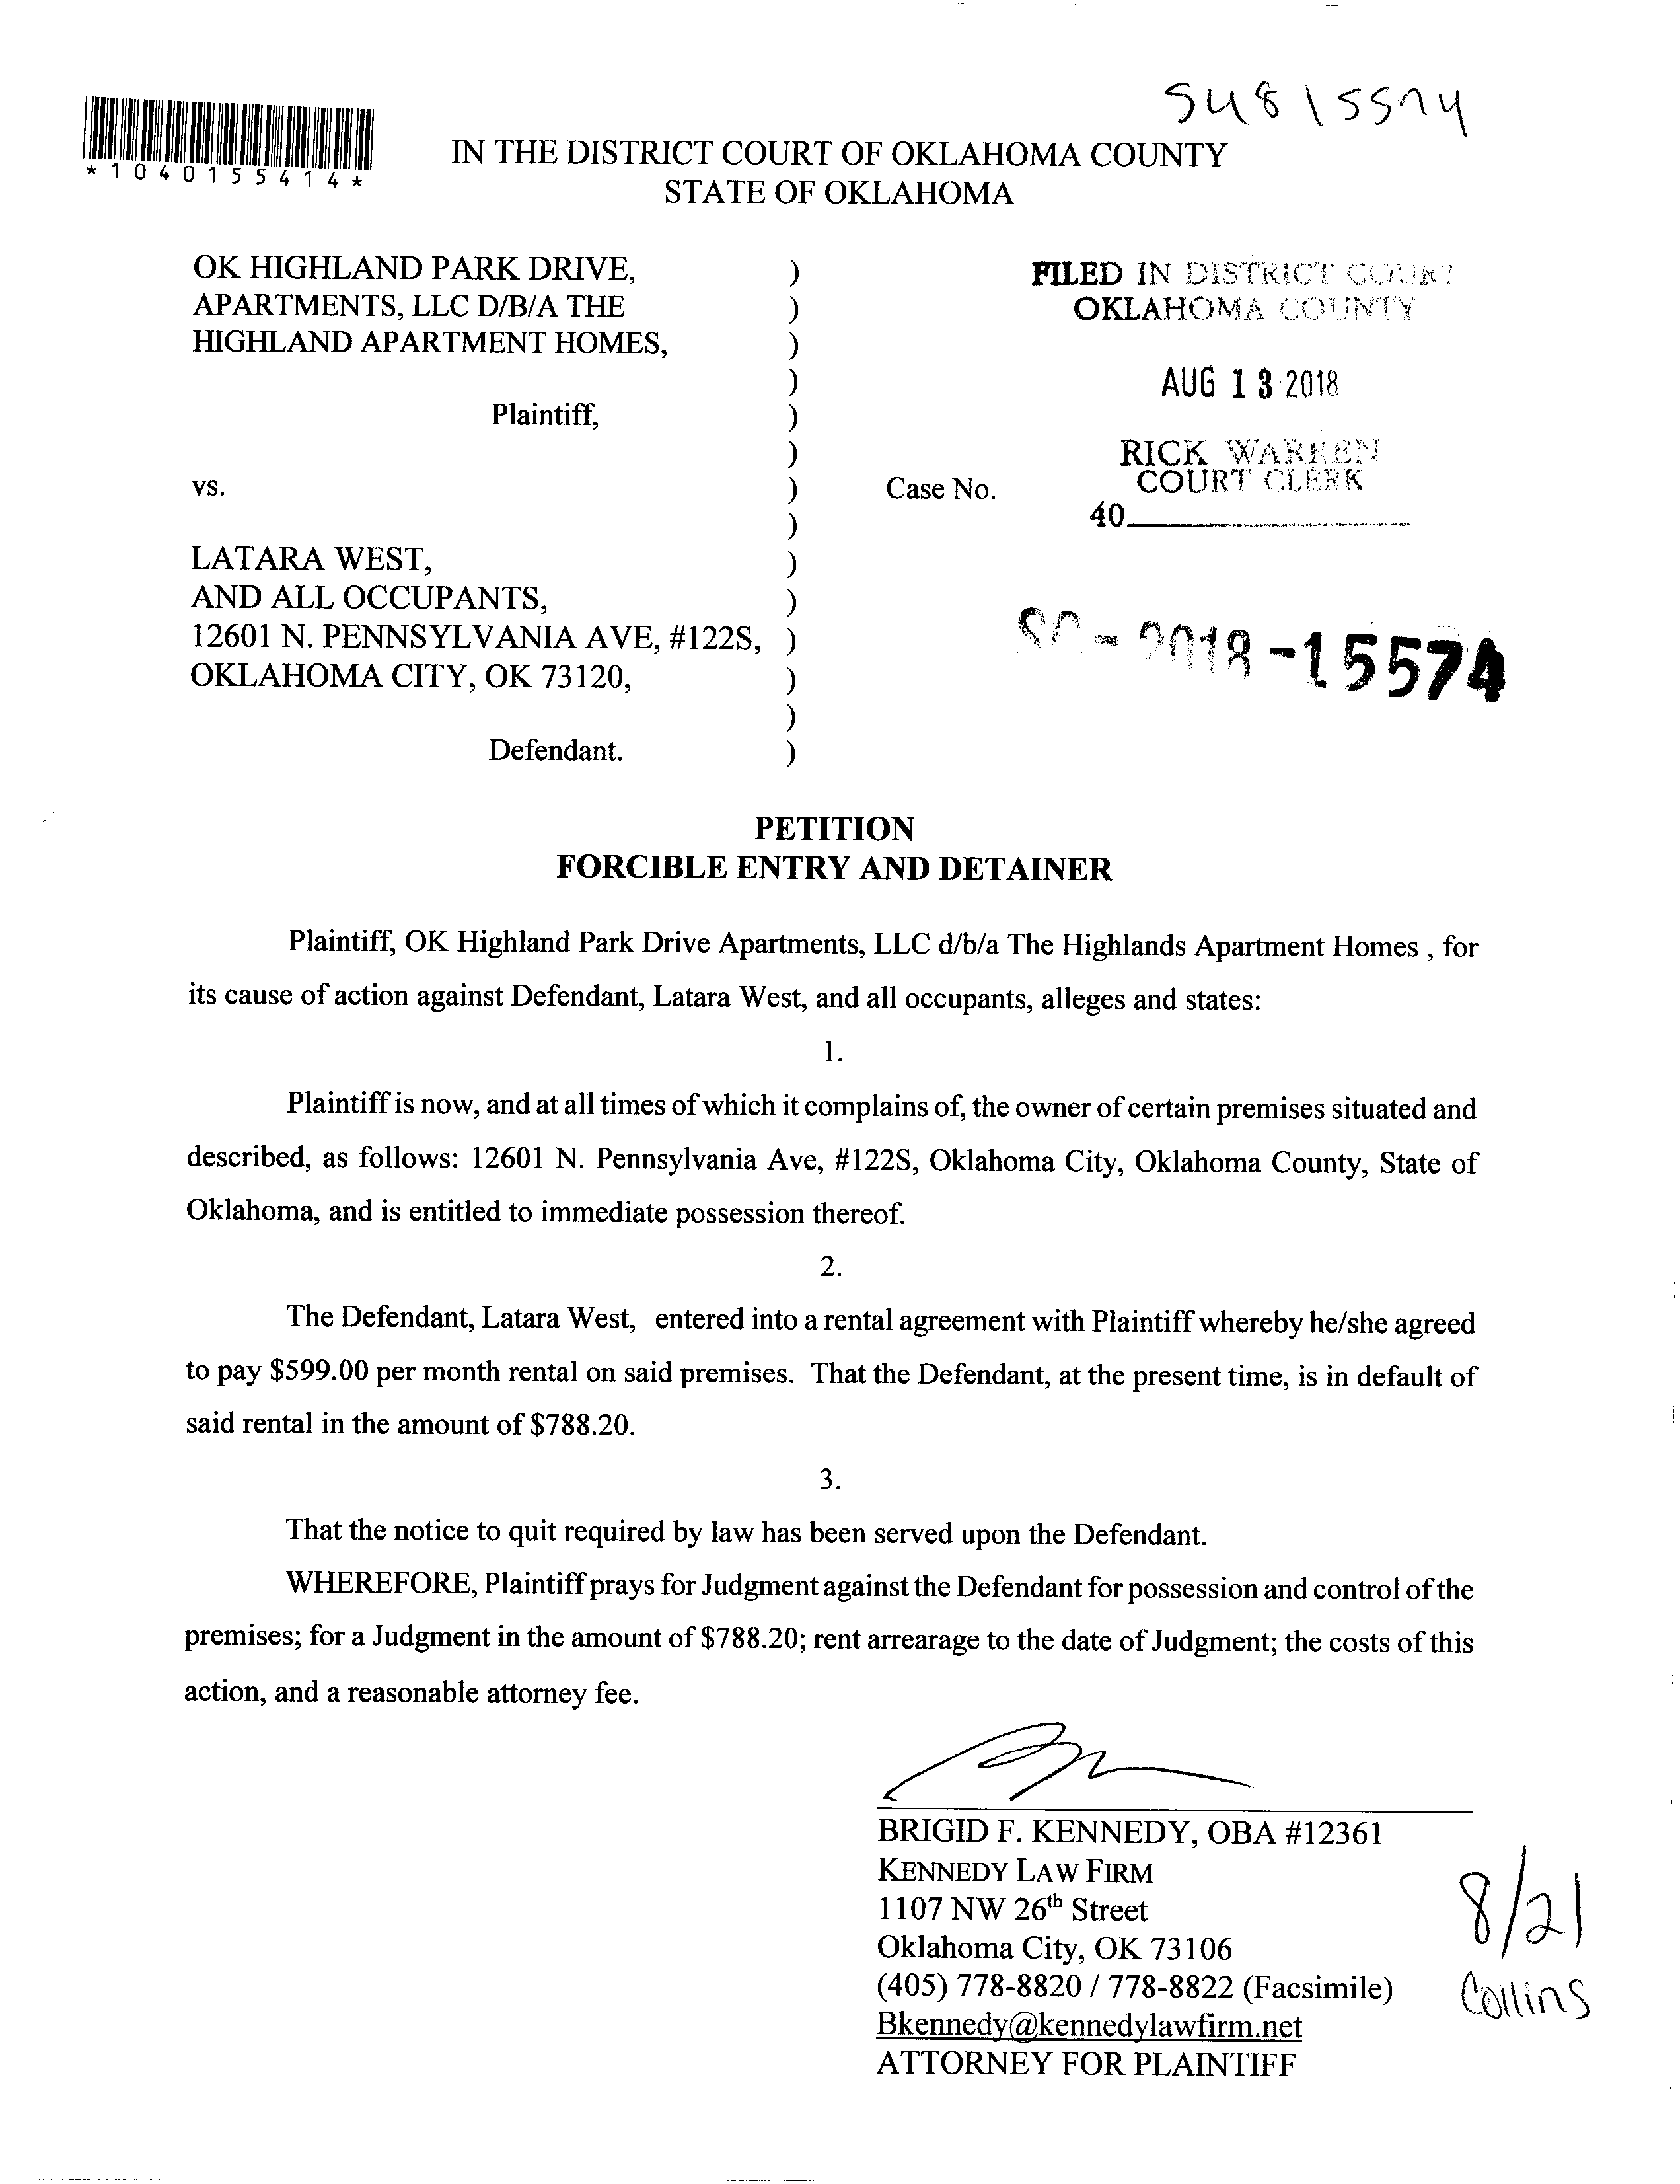 SC1815574
*1040155414*
IN THE DISTRICT COURT OF OKLAHOMA COUNTY
STATE OF OKLAHOMA
OK HIGHLAND PARK DRIVE, )
APARTMENTS, LLC D/B/A THE )
HIGHLAND APARTMENT HOMES, )
)
Plaintiff, )
)
vs. )
)
LATARA WEST, )
AND ALL OCCUPANTS, )
12601 N. PENNSYLVANIA AVE, #122S, )
OKLAHOMA CITY, OK 73120, )
)
Defendant. )
FILED IN DISTRICT COURT
OKLAHOMA COUNTY
AUG 13 2018
RICK WARREN
COURT CLERK
Case No.
40
SC-2018-15574
PETITION
FORCIBLE ENTRY AND DETAINER
Plaintiff, OK Highland Park Drive Apartments, LLC d/b/a The Highlands Apartment Homes , for
its cause of action against Defendant, Latara West, and all occupants, alleges and states:
1.
Plaintiff is now, and at all times of which it complains of, the owner of certain premises situated and
described, as follows: 12601 N. Pennsylvania Ave, #122S, Oklahoma City, Oklahoma County, State of
Oklahoma, and is entitled to immediate possession thereof.
2.
The Defendant, Latara West, entered into a rental agreement with Plaintiff whereby he/she agreed
to pay $599.00 per month rental on said premises. That the Defendant, at the present time, is in default of
said rental in the amount of $788.20.
3.
That the notice to quit required by law has been served upon the Defendant.
WHEREFORE, Plaintiff prays for Judgment against the Defendant for possession and control of the
premises; for a Judgment in the amount of $788.20; rent arrearage to the date of Judgment; the costs of this
action, and a reasonable attorney fee.
BRIGID F. KENNEDY, OBA #12361
KENNEDY LAW FIRM
1107 NW 26th Street
Oklahoma City, OK 73106
(405) 778-8820 / 778-8822 (Facsimile)
Bkennedy@kennedylawfirm.net
ATTORNEY FOR PLAINTIFF
8/21
Collins